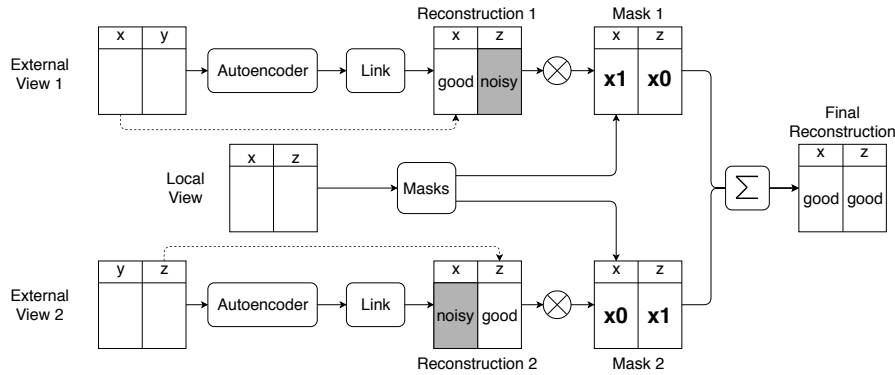 Reconstruction 1
Mask 1
x y
x z
x z
External
View 1
Autoencoder
Link
good noisy
x1 x0
Final
Reconstruction
x z
x z
Local
View
Masks
Σ
good good
y z
x z
x z
External
View 2
Autoencoder
Link
noisy good
x0 x1
Reconstruction 2
Mask 2